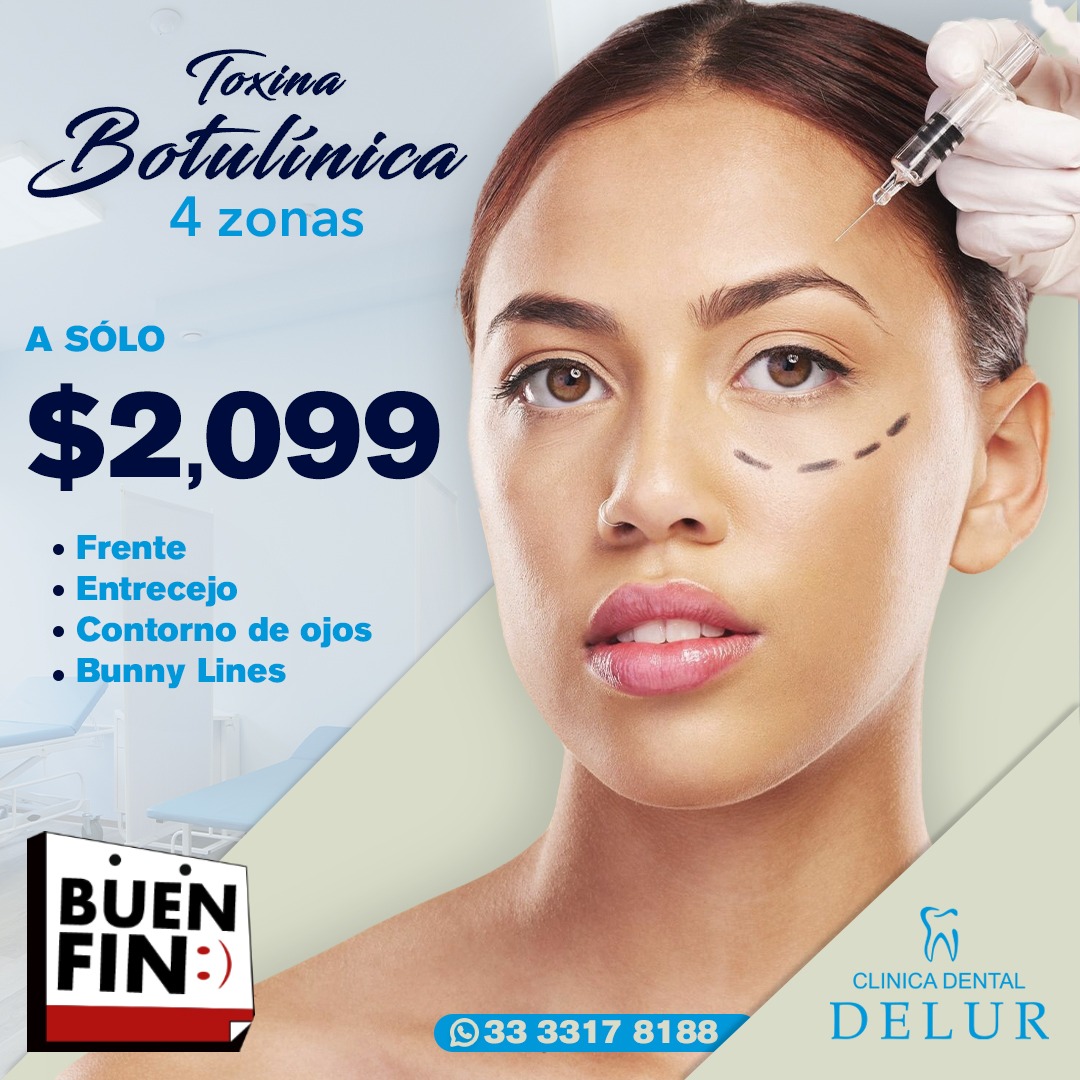 Toxina
Botulínica
4 zonas
A SÓLO
$2,099
• Frente
• Entrecejo
• Contorno de ojos
• Bunny Lines
BUEN
FIN:)
33 3317 8188
CLINICA DENTAL
DELUR